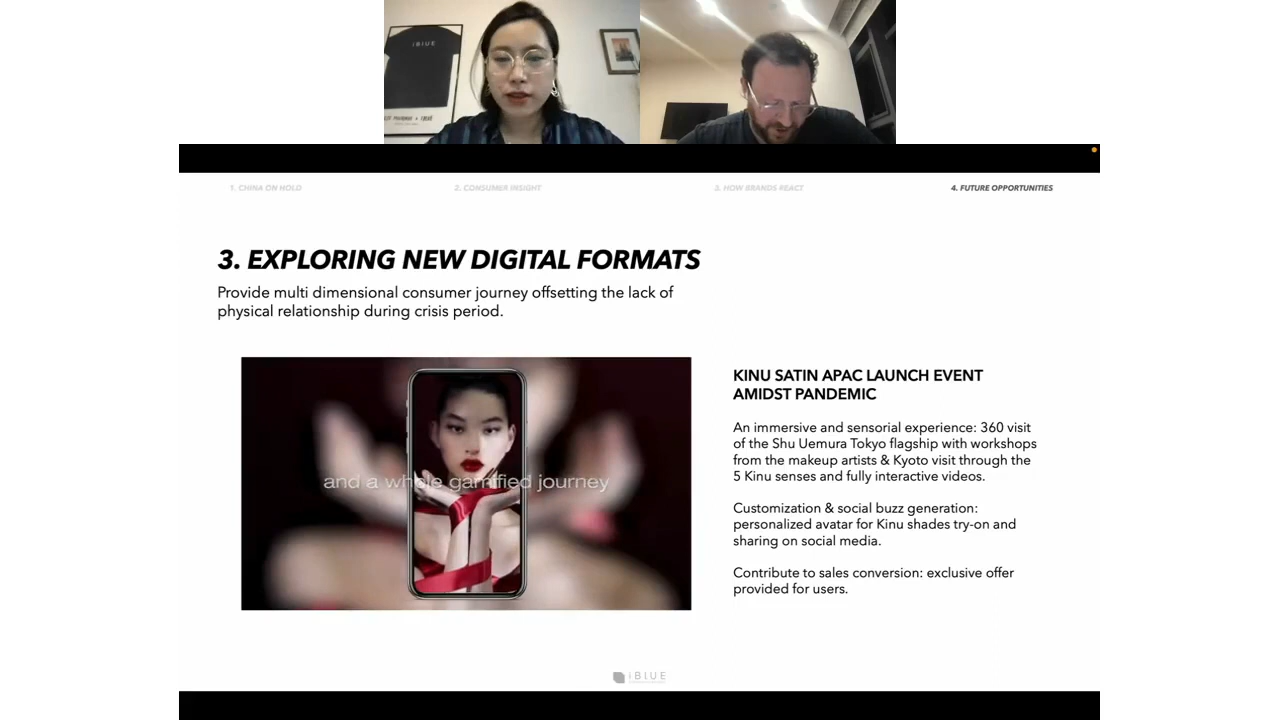 iBlUE
1. CHINA ON HOLD
2. CONSUMER INSIGHT
3. HOW BRANDS REACT
4. FUTURE OPPORTUNITIES
3. EXPLORING NEW DIGITAL FORMATS
Provide multi dimensional consumer journey offsetting the lack of
physical relationship during crisis period.
and a whole gamified journey
KINU SATIN APAC LAUNCH EVENT
AMIDST PANDEMIC
An immersive and sensorial experience: 360 visit
of the Shu Uemura Tokyo flagship with workshops
from the makeup artists & Kyoto visit through the
5 Kinu senses and fully interactive videos.
Customization & social buzz generation:
personalized avatar for Kinu shades try-on and
sharing on social media.
Contribute to sales conversion: exclusive offer
provided for users.
iBlUE